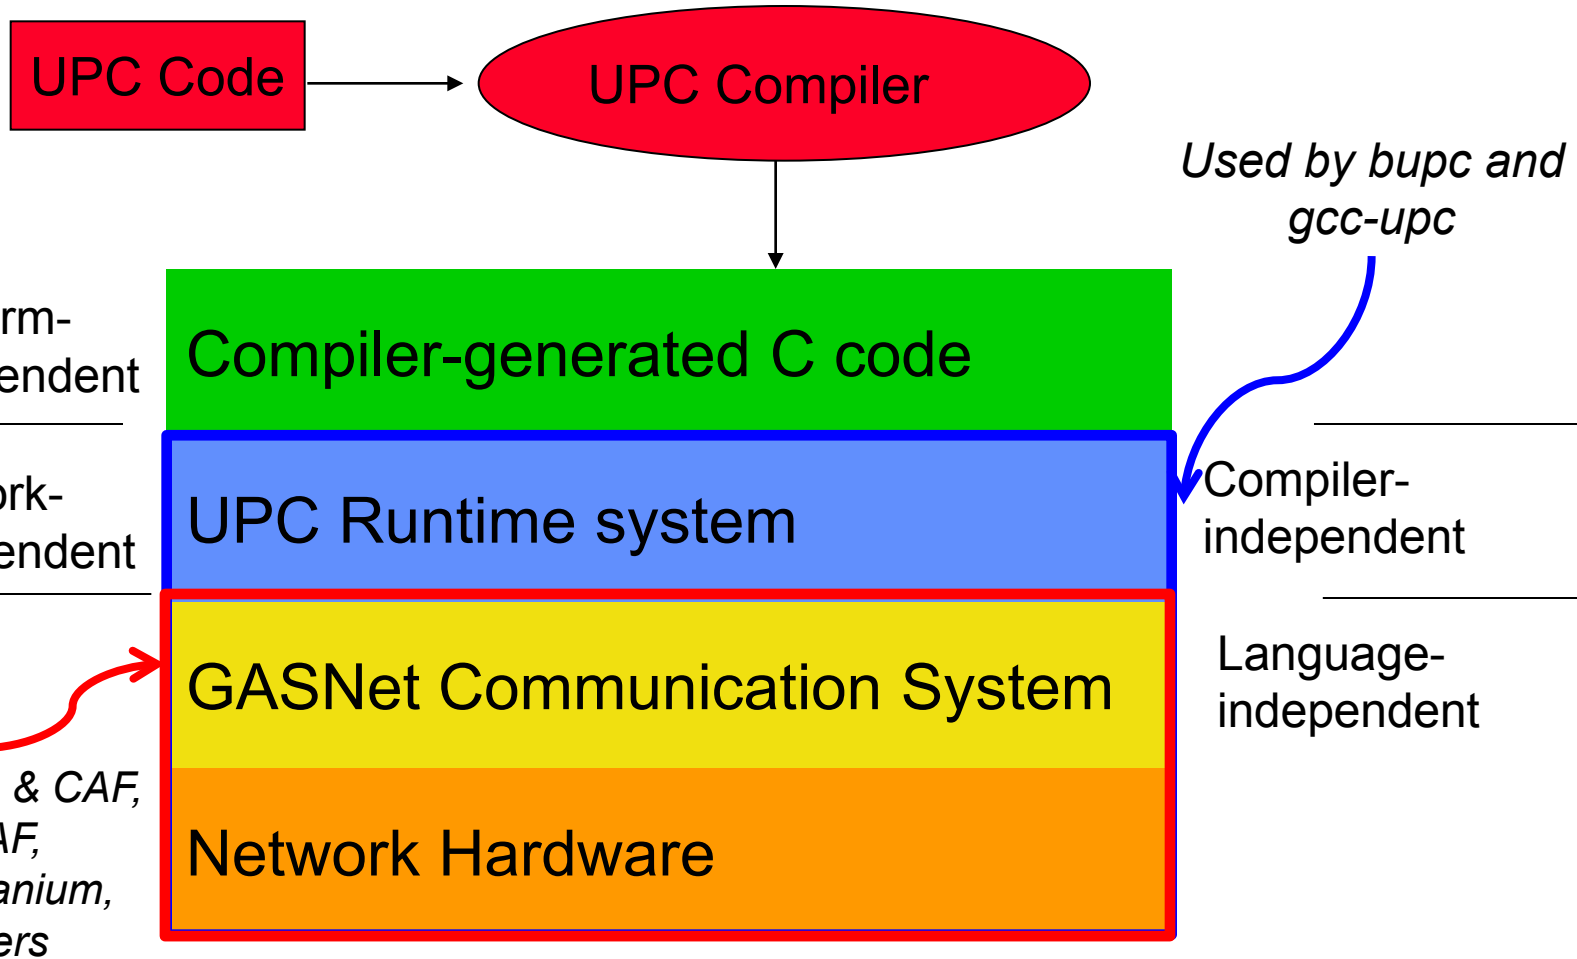 UPC Code
UPC Compiler
Used by bupc and
gcc-upc
rm-
endent
Compiler-generated C code
ork-
endent
UPC Runtime system
Compiler-
independent
GASNet Communication System
Language-
independent
& CAF,
AF,
anium,
ers
Network Hardware